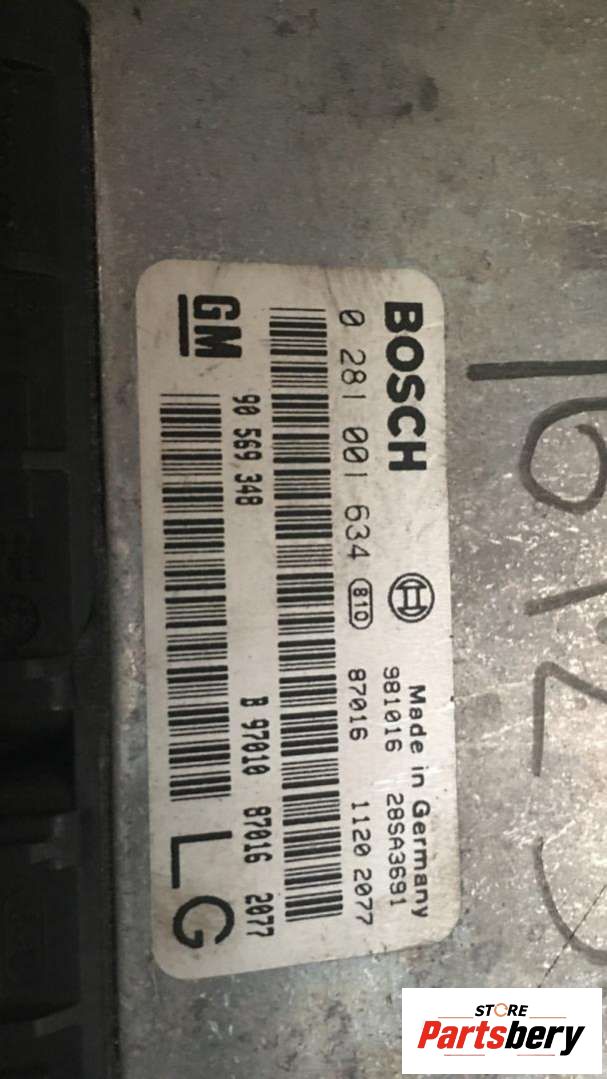 BOSCH
Made in Germany
981016 28SA3691
0 281 001 634 810 87016 1120 2077
90 569 348 B 97010 87016 2077
GM LG
STORE
Partsbery